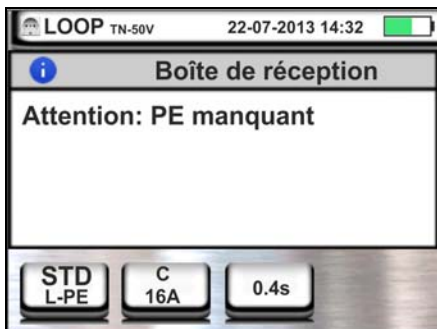 LOOP TN-50V 22-07-2013 14:32
Boîte de réception
Attention: PE manquant
STD C 0.4s
L-PE 16A